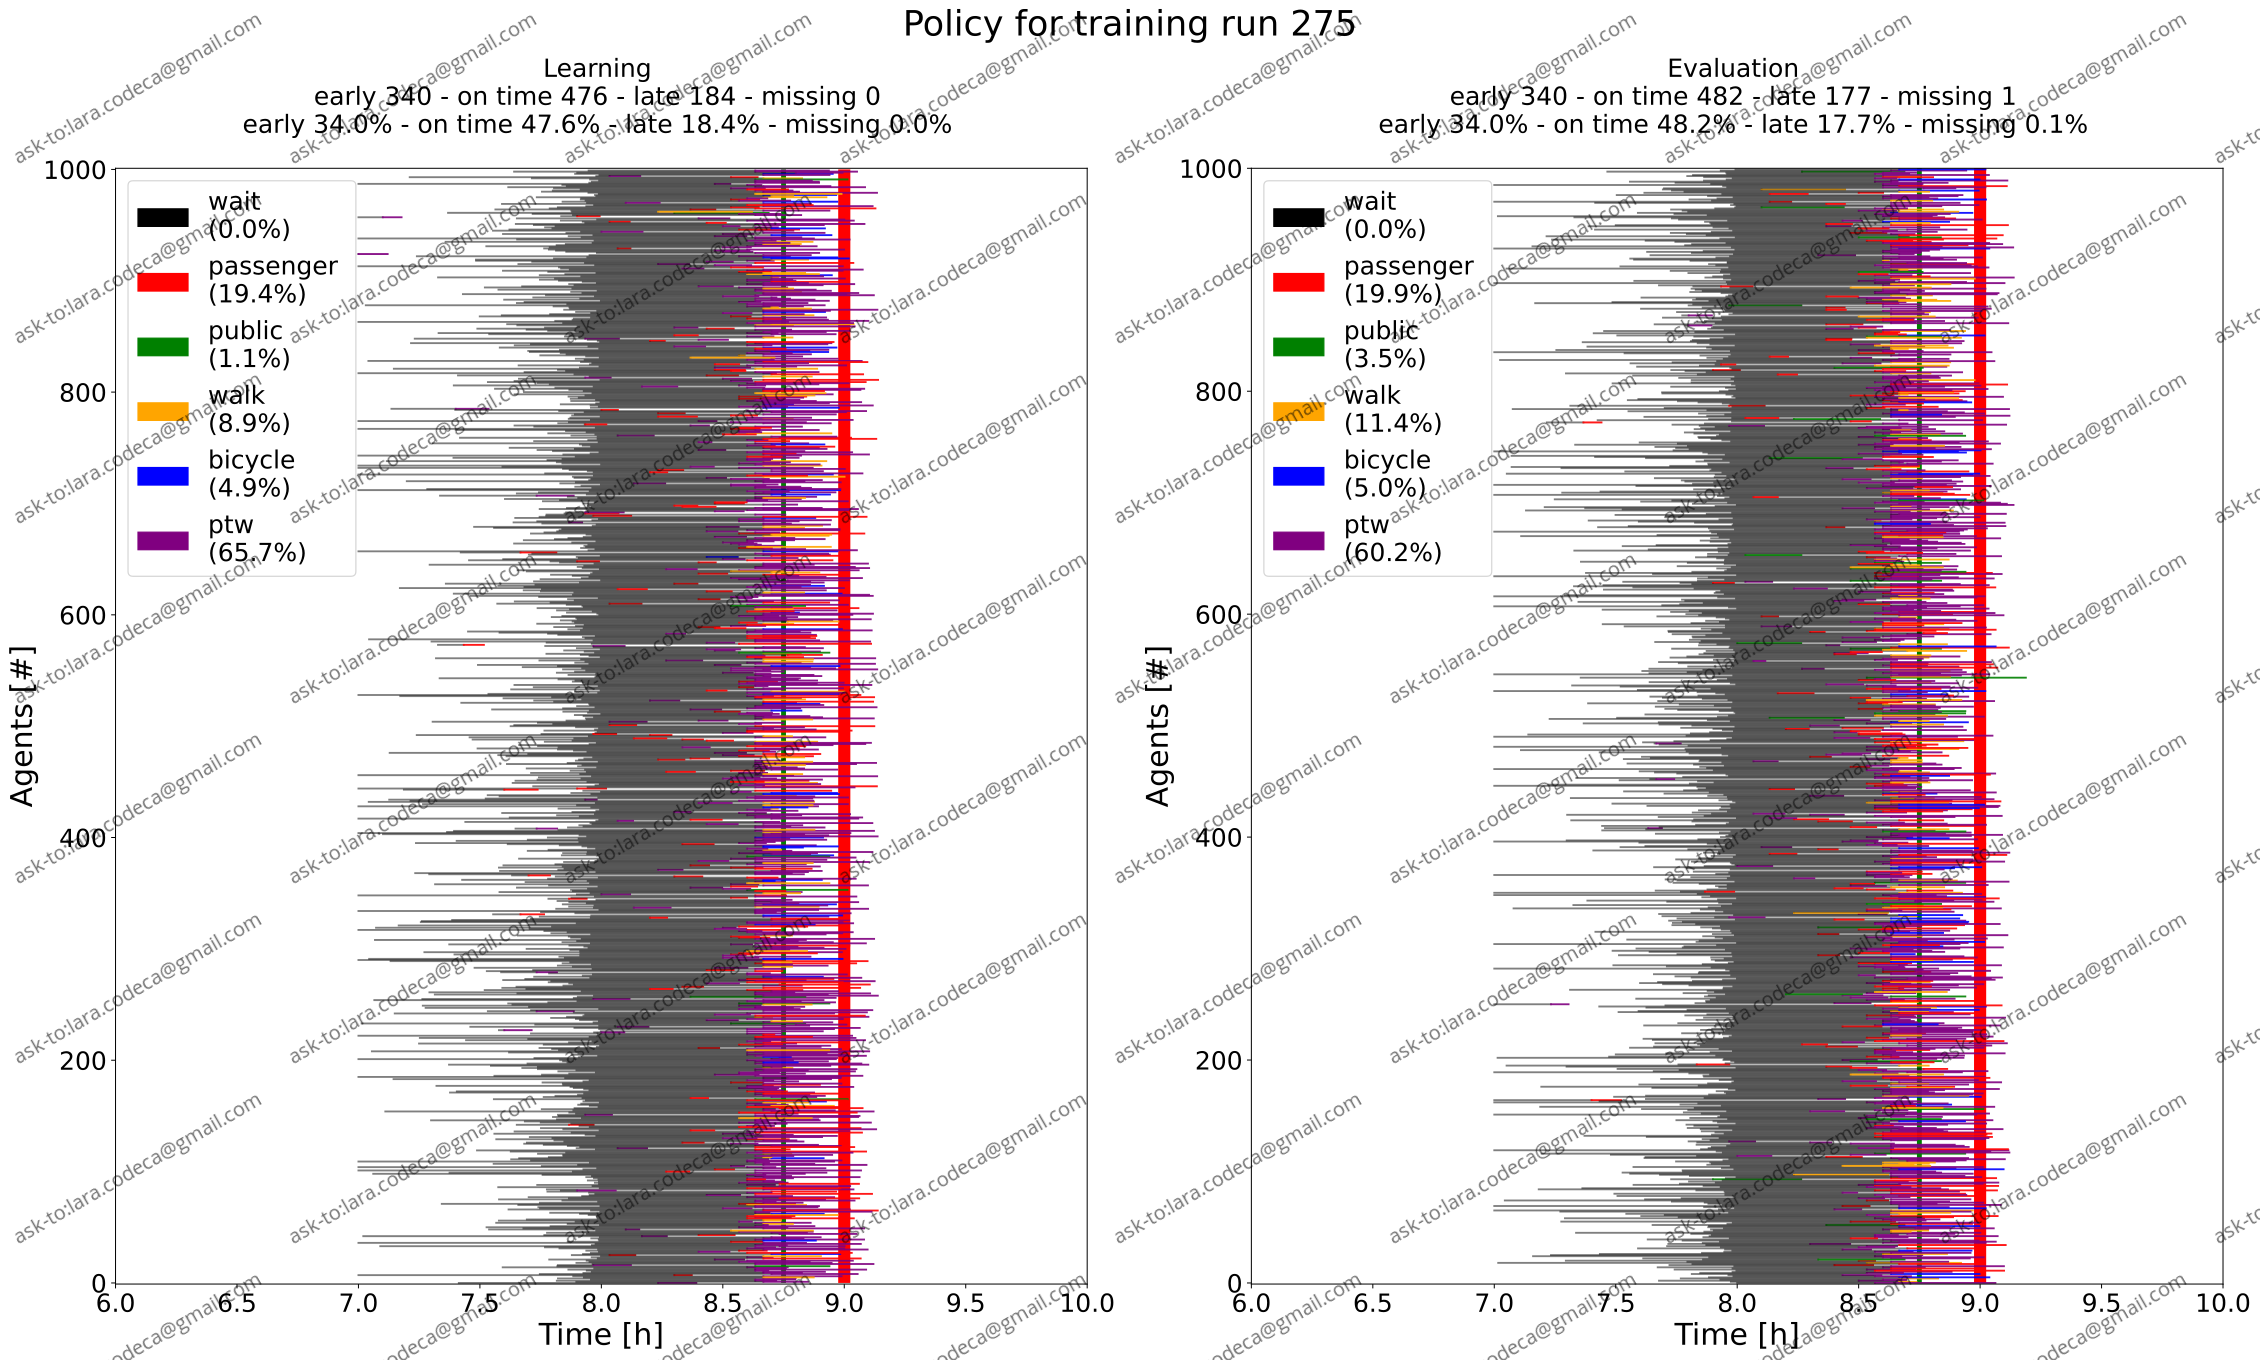 Policy for training run 275
Learning
early 340 - on time 476 - late 184 - missing 0
early 34.0% - on time 47.6% - late 18.4% - missing 0.0%
Agents [#]
1000
800
600
400
200
0
wait
(0.0%)
passenger
(19.4%)
public
(1.1%)
walk
(8.9%)
bicycle
(4.9%)
ptw
(65.7%)
6.0 6.5 7.0 7.5 8.0 8.5 9.0 9.5 10.0
Time [h]
Evaluation
early 340 - on time 482 - late 177 - missing 1
early 34.0% - on time 48.2% - late 17.7% - missing 0.1%
Agents [#]
1000
800
600
400
200
0
wait
(0.0%)
passenger
(19.9%)
public
(3.5%)
walk
(11.4%)
bicycle
(5.0%)
ptw
(60.2%)
6.0 6.5 7.0 7.5 8.0 8.5 9.0 9.5 10.0
Time [h]
ask-to:lara.codeca@gmail.com